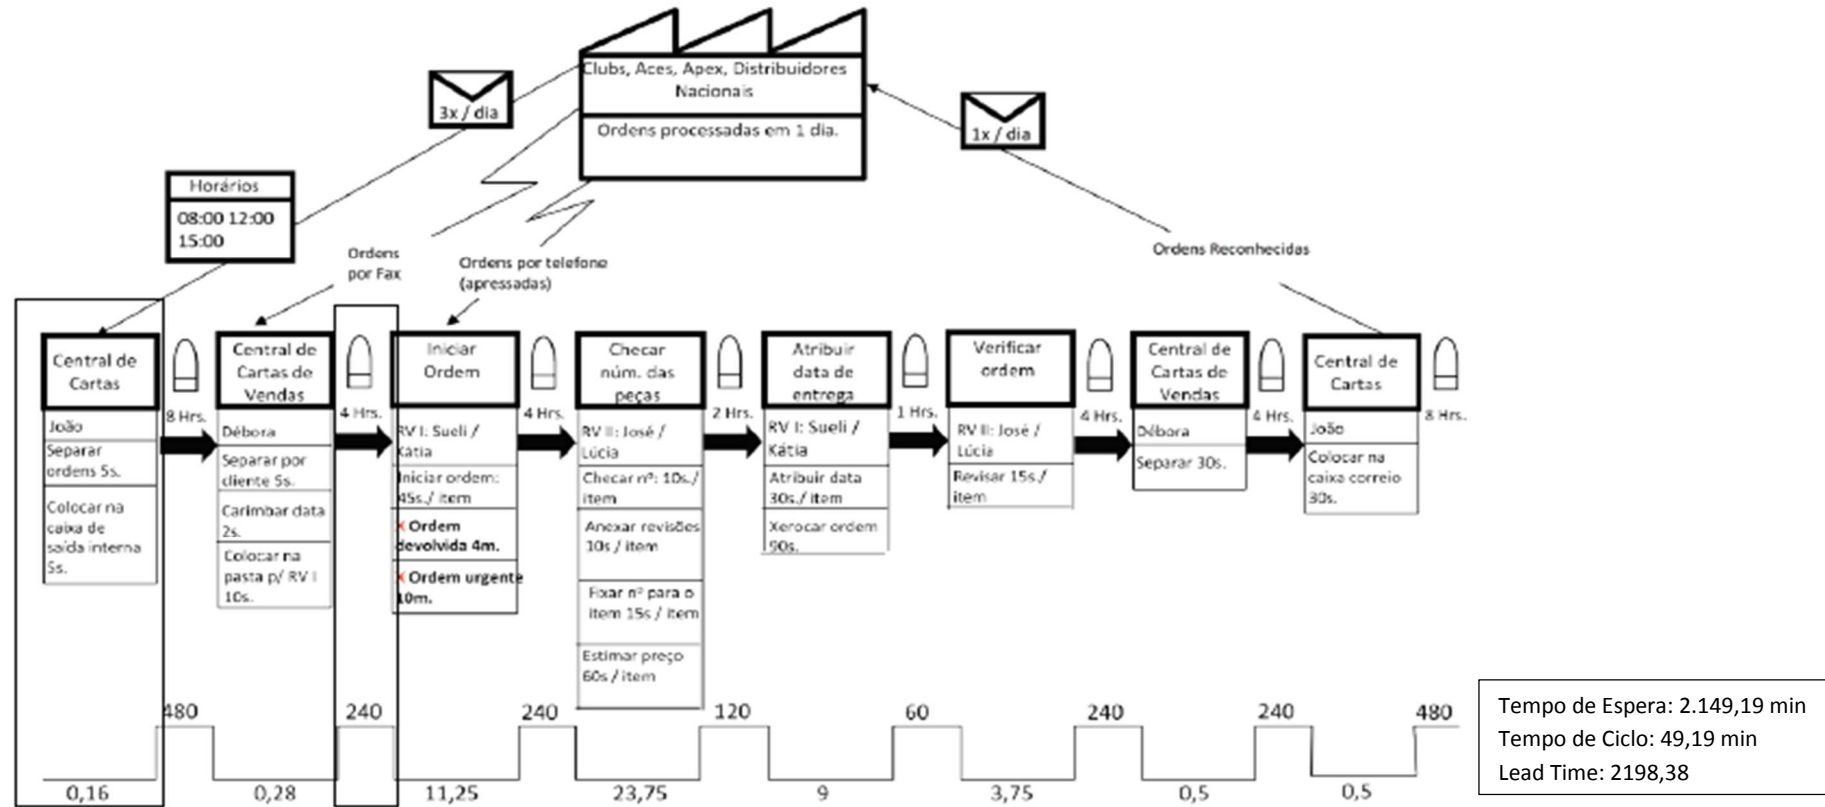 Clubs, Aces, Apex, Distribuidores
Nacionais
Ordens processadas em 1 dia.
3x / dia
1x / dia
Horários
08:00 12:00
15:00
Ordens
por Fax
Ordens por telefone
(apressadas)
Ordens Reconhecidas
Central de
Cartas
João
Separar
ordens 5s.
Colocar na
caixa de
saída interna
5s.
8 Hrs.
Central de
Cartas de
Vendas
Débora
Separar por
cliente 5s.
Carimbar data
2s.
Colocar na
pasta p/ RV I
10s.
4 Hrs.
Iniciar
Ordem
RV I: Sueli /
Kátia
Iniciar ordem:
45s./ item
X Ordem
devolvida 4m.
X Ordem urgente
10m.
4 Hrs.
Checar
núm. das
peças
RV II: José /
Lúcia
Checar nº: 10s./
item
Anexar revisões
10s / item
Fixar nº para o
item 15s / item
Estimar preço
60s / item
2 Hrs.
Atribuir
data de
entrega
RV I: Sueli /
Kátia
Atribuir data
30s./ item
Xerocar ordem
90s.
1 Hrs.
Verificar
ordem
RV II: José /
Lúcia
Revisar 15s./
item
4 Hrs.
Central de
Cartas de
Vendas
Débora
Separar 30s.
4 Hrs.
Central de
Cartas
João
Colocar na
caixa correio
30s.
8 Hrs.
480
240
240
120
60
240
240
480
0,16
0,28
11,25
23,75
9
3,75
0,5
0,5
Tempo de Espera: 2.149,19 min
Tempo de Ciclo: 49,19 min
Lead Time: 2198,38